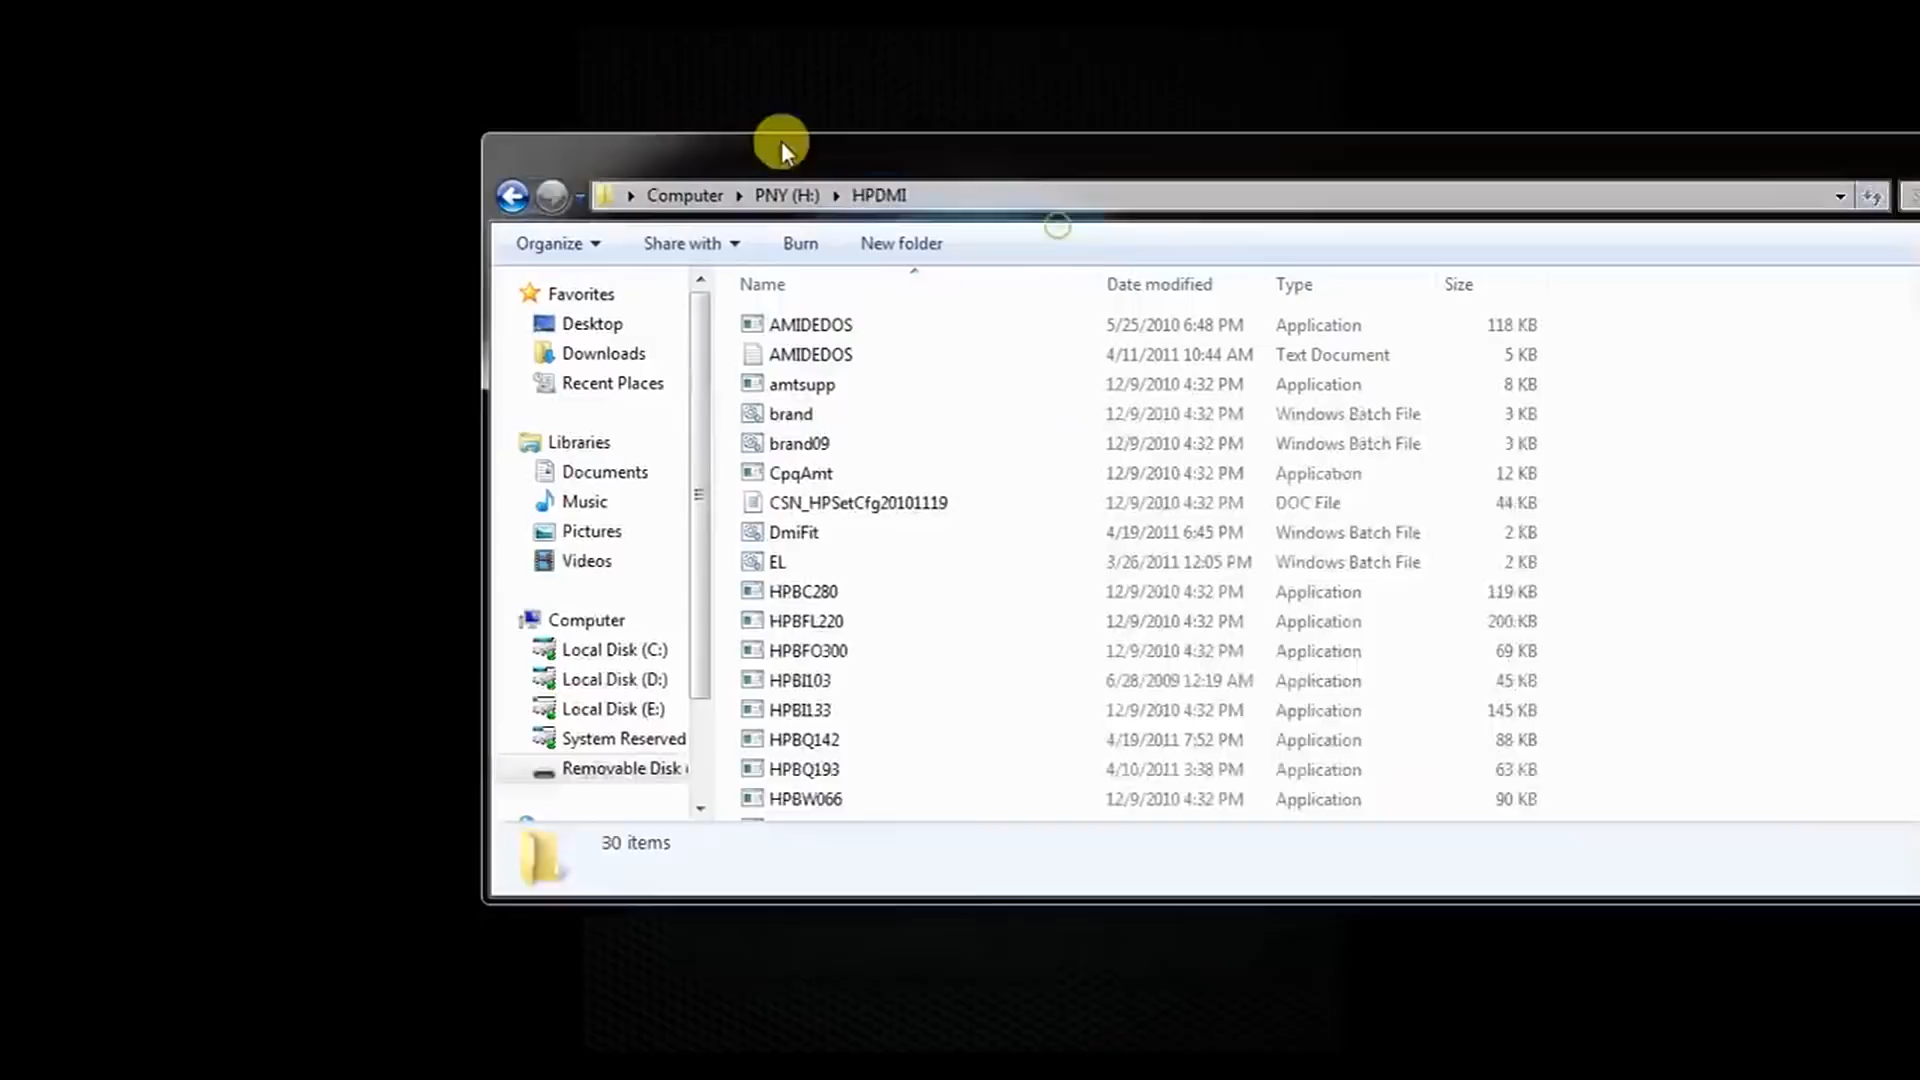 Computer PNY (H:) HPDMI
Organize Share with Burn New folder
Favorites
Desktop
Downloads
Recent Places
Libraries
Documents
Music
Pictures
Videos
Computer
Local Disk (C:)
Local Disk (D:)
Local Disk (E:)
System Reserved
Removable Disk (
Name Date modified Type Size
AMIDEDOS 5/25/2010 6:48 PM Application 118 KB
AMIDEDOS 4/11/2011 10:44 AM Text Document 5 KB
amtsupp 12/9/2010 4:32 PM Application 8 KB
brand 12/9/2010 4:32 PM Windows Batch File 3 KB
brand09 12/9/2010 4:32 PM Windows Batch File 3 KB
CpqAmt 12/9/2010 4:32 PM Application 12 KB
CSN_HPSetCfg20101119 12/9/2010 4:32 PM DOC File 44 KB
DmiFit 4/19/2011 6:45 PM Windows Batch File 2 KB
EL 3/26/2011 12:05 PM Windows Batch File 2 KB
HPBC280 12/9/2010 4:32 PM Application 119 KB
HPBFL220 12/9/2010 4:32 PM Application 200 KB
HPBFO300 12/9/2010 4:32 PM Application 69 KB
HPBI103 6/28/2009 12:19 AM Application 45 KB
HPBI133 12/9/2010 4:32 PM Application 145 KB
HPBQ142 4/19/2011 7:52 PM Application 88 KB
HPBQ193 4/10/2011 3:38 PM Application 63 KB
HPBW066 12/9/2010 4:32 PM Application 90 KB
30 items